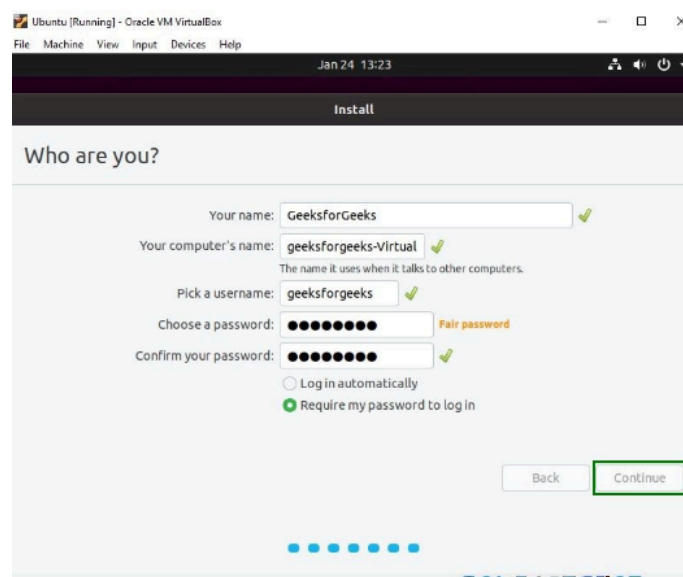 Ubuntu [Running] - Oracle VM VirtualBox
File Machine View Input Devices Help
Jan 24 13:23
Install
Who are you?
Your name: GeeksforGeeks
Your computer's name: geeksforgeeks-Virtual
The name it uses when it talks to other computers.
Pick a username: geeksforgeeks
Choose a password: ●●●●●●●● Fair password
Confirm your password: ●●●●●●●●
Log in automatically
Require my password to log in
Back Continue